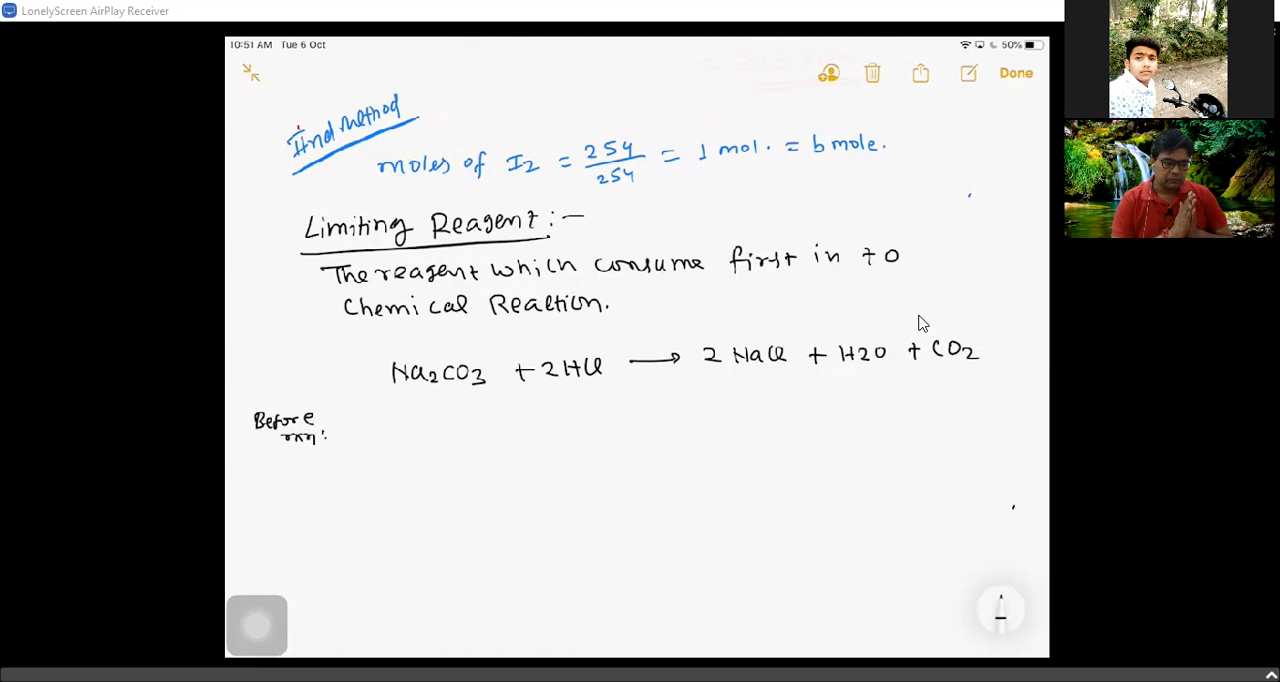 LonelyScreen AirPlay Receiver
10:51 AM Tue 6 Oct
50%
Done
IInd method
moles of I2 = 254/254 = 1 mol. = b mole.
Limiting Reagent :-
The reagent which consume first in to
Chemical Reaction.
Na2CO3 + 2HCl → 2 NaCl + H2O + CO2
Before
rxn: